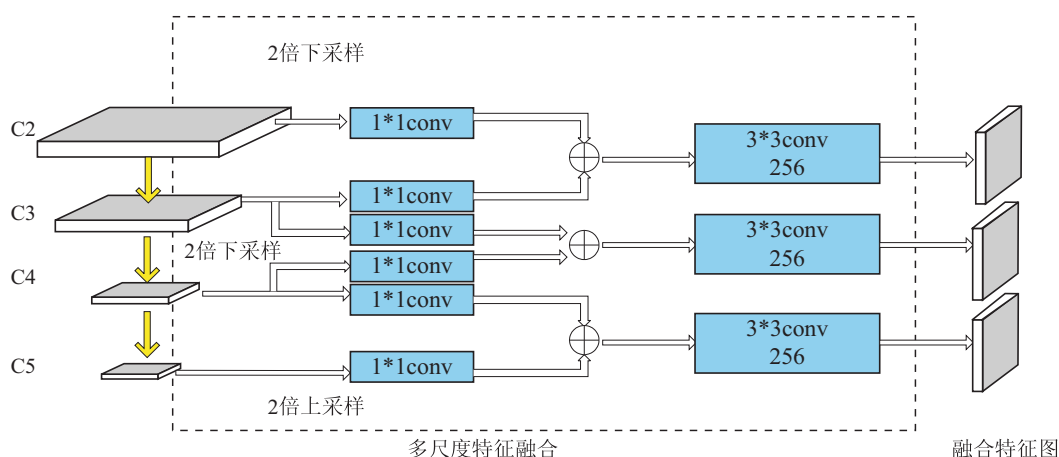 2倍下采样
C2
1*1conv
3*3conv
256
C3
1*1conv
1*1conv
2倍下采样
3*3conv
256
C4
1*1conv
1*1conv
3*3conv
256
C5
1*1conv
2倍上采样
多尺度特征融合
融合特征图